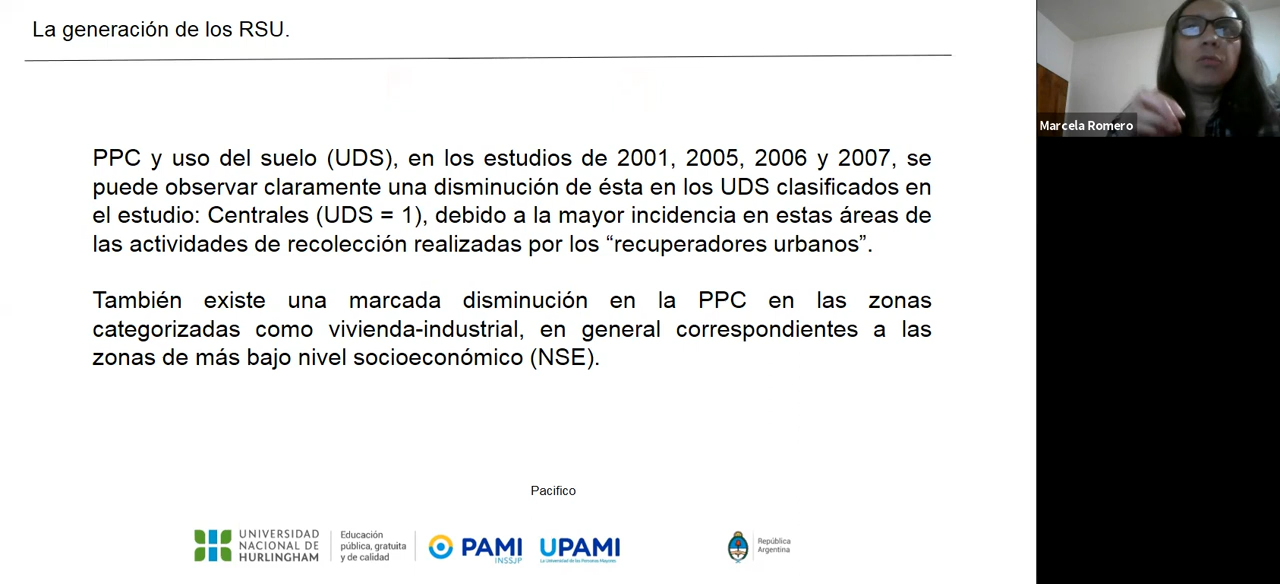 La generación de los RSU.
PPC y uso del suelo (UDS), en los estudios de 2001, 2005, 2006 y 2007, se
puede observar claramente una disminución de ésta en los UDS clasificados en
el estudio: Centrales (UDS = 1), debido a la mayor incidencia en estas áreas de
las actividades de recolección realizadas por los “recuperadores urbanos”.
También existe una marcada disminución en la PPC en las zonas
categorizadas como vivienda-industrial, en general correspondientes a las
zonas de más bajo nivel socioeconómico (NSE).
Marcela Romero
Pacifico
UNIVERSIDAD
NACIONAL DE
HURLINGHAM
Educación
pública, gratuita
y de calidad
PAMI
INSSJP
UPAMI
La Universidad de las Personas Mayores
República
Argentina